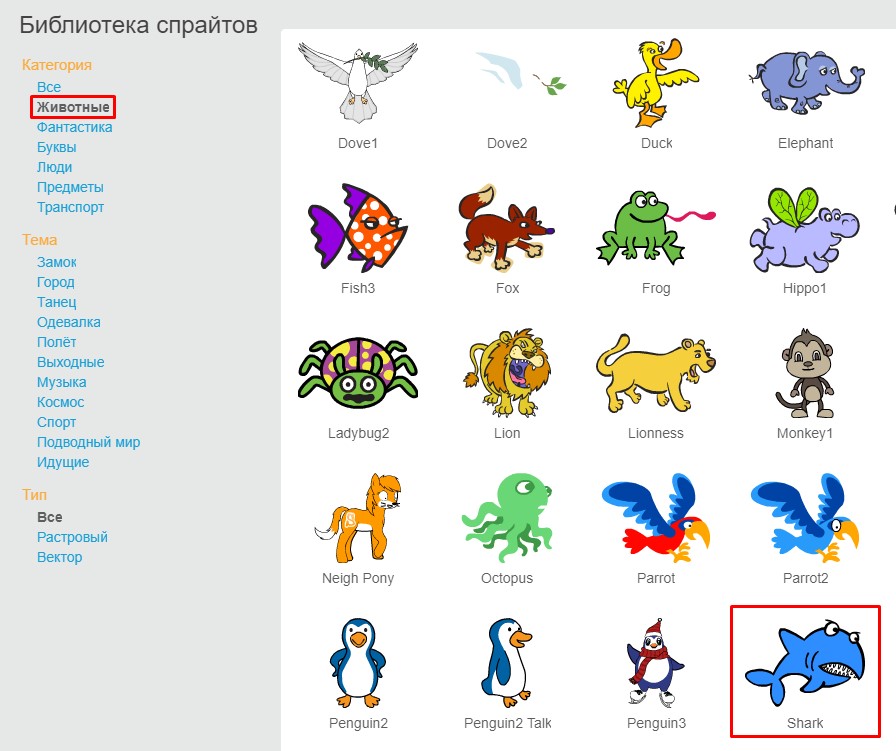 Библиотека спрайтов
Категория
Все
Животные
Фантастика
Буквы
Люди
Предметы
Транспорт
Тема
Замок
Город
Танец
Одевалка
Полёт
Выходные
Музыка
Космос
Спорт
Подводный мир
Идущие
Тип
Все
Растровый
Вектор
Dove1 Dove2 Duck Elephant
Fish3 Fox Frog Hippo1
Ladybug2 Lion Lionness Monkey1
Neigh Pony Octopus Parrot Parrot2
Penguin2 Penguin2 Talk Penguin3 Shark